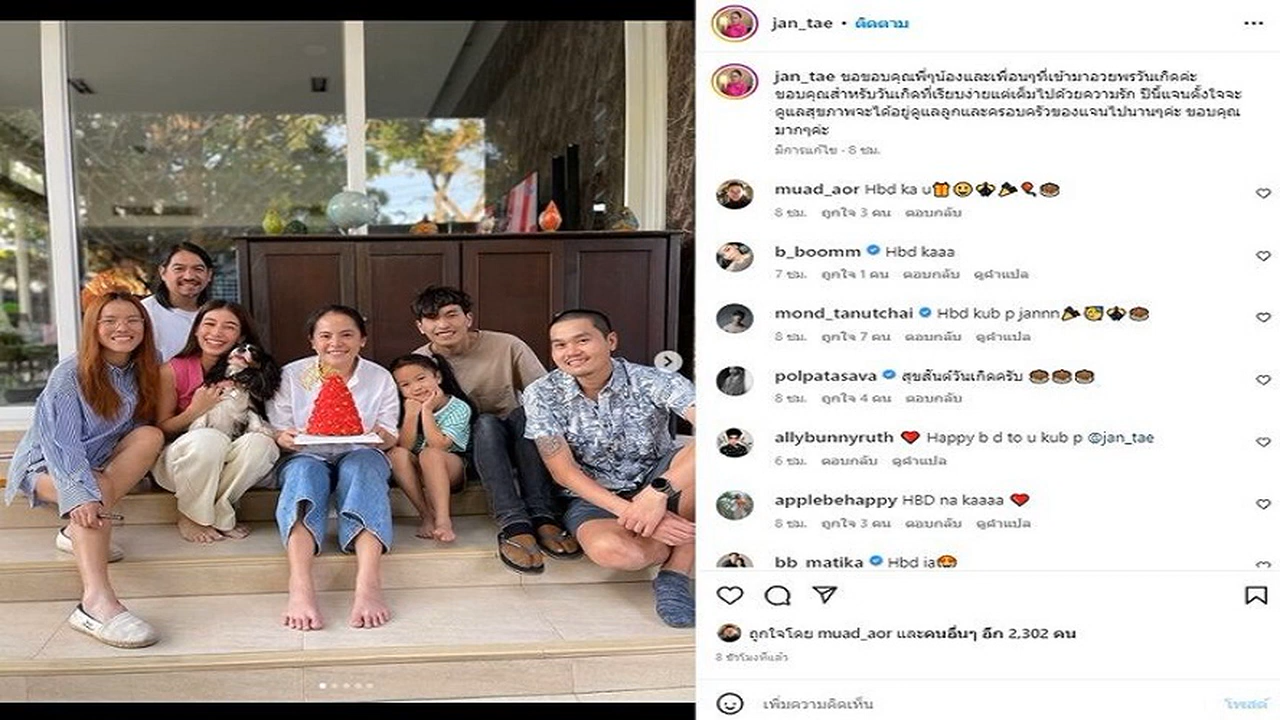 jan_tae • ติดตาม
jan_tae ขอขอบคุณพี่ๆน้องและเพื่อนๆที่เข้ามาอวยพรวันเกิดค่ะ
ขอบคุณสำหรับวันเกิดที่เรียบง่ายแต่เต็มไปด้วยความรัก ปีนี้แจนตั้งใจจะ
ดูแลสุขภาพจะได้อยู่ดูแลลูกและครอบครัวของแจนไปนานๆค่ะ ขอบคุณ
มากๆค่ะ
มีการแก้ไข · 8 ชม.
muad_aor Hbd ka u🎁😀👏🎉🎈🎂
8 ชม. ถูกใจ 3 คน ตอบกลับ
b_boomm Hbd kaaa
7 ชม. ถูกใจ 1 คน ตอบกลับ ดูคำแปล
mond_tanutchai Hbd kub p jannn
8 ชม. ถูกใจ 7 คน ตอบกลับ ดูคำแปล
polpatasava สุขสันต์วันเกิดครับ 🎂🎂🎂
8 ชม. ถูกใจ 4 คน ตอบกลับ
allybunnyruth ❤️ Happy b d to u kub p @jan_tae
6 ชม. ตอบกลับ ดูคำแปล
applebehappy HBD na kaaaa ❤️
8 ชม. ถูกใจ 3 คน ตอบกลับ ดูคำแปล
bb_matika Hbd ja
ถูกใจโดย muad_aor และคนอื่นๆ อีก 2,302 คน
8 ชั่วโมงที่แล้ว
เพิ่มความคิดเห็น
โพสต์